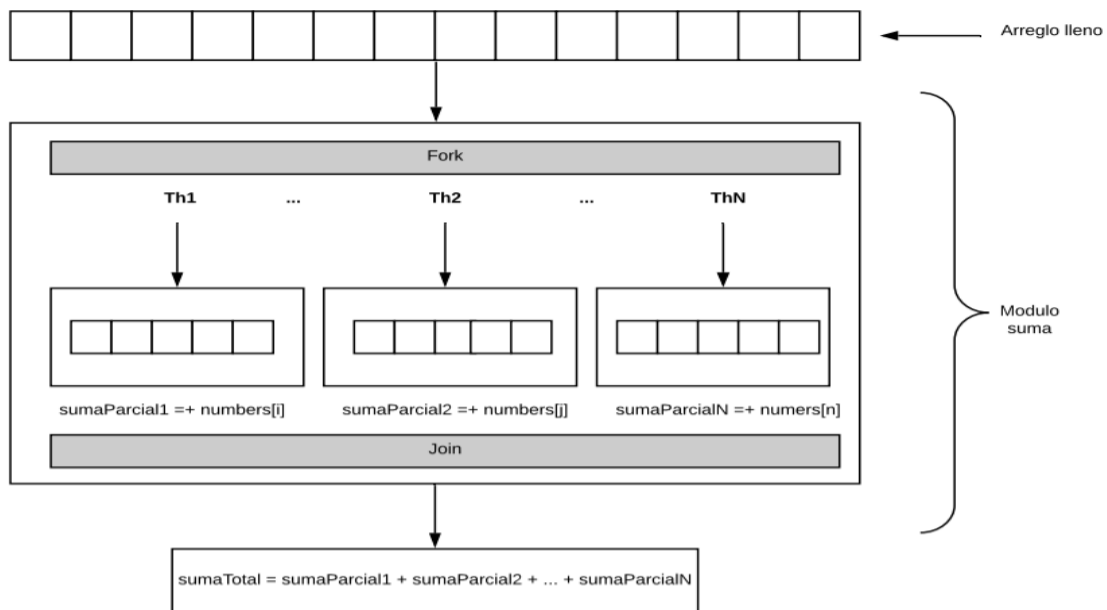 Arreglo lleno
Fork
Th1 ... Th2 ... ThN
Modulo
suma
sumaParcial1 =+ numbers[i] sumaParcial2 =+ numbers[j] sumaParcialN =+ numers[n]
Join
sumaTotal = sumaParcial1 + sumaParcial2 + ... + sumaParcialN